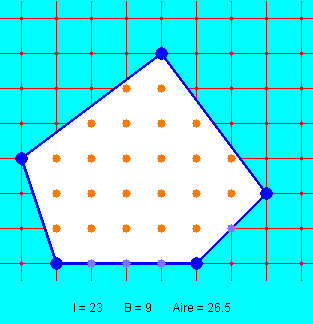 I = 23 B = 9 Aire = 26.5